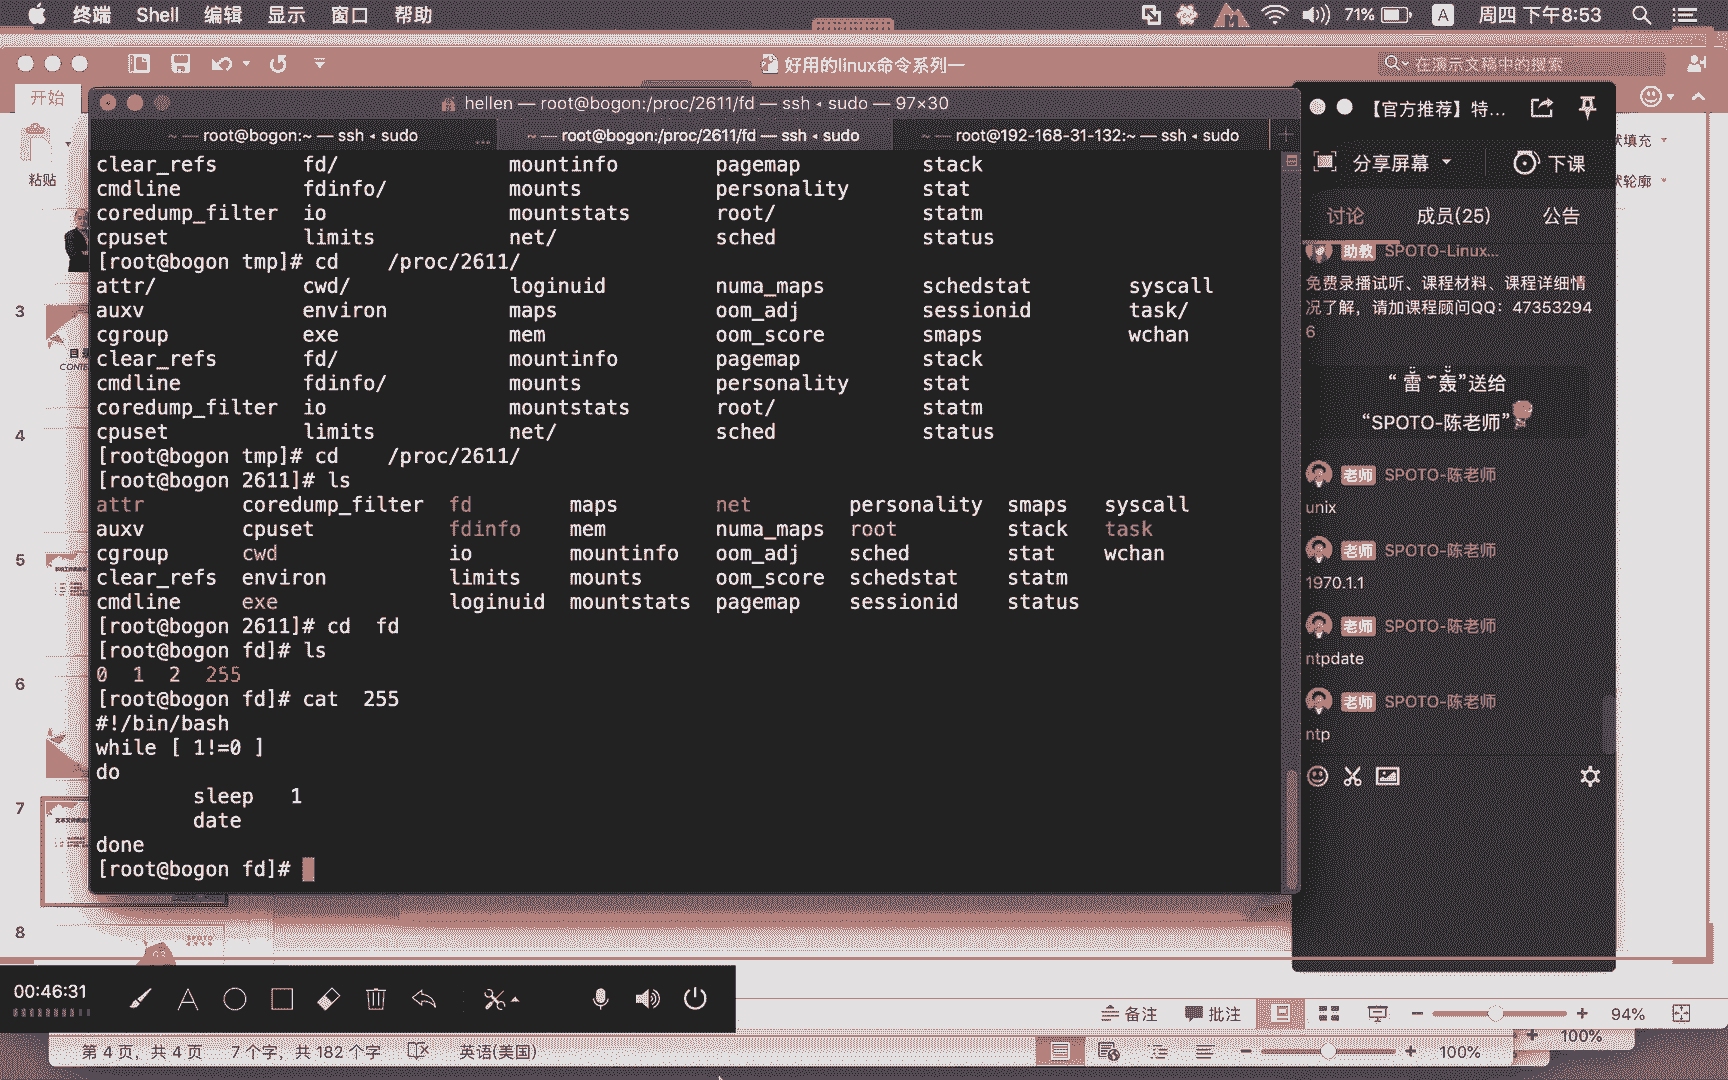 终端 Shell 编辑 显示 窗口 帮助 71% A 周四 下午8:53
好用的linux命令系列一
在演示文稿中的搜索
开始
粘贴
hellen — root@bogon:/proc/2611/fd — ssh ◂ sudo — 97×30
~ — root@bogon:~ — ssh ◂ sudo ... ~ — root@bogon:/proc/2611/fd — ssh ◂ sudo ~ — root@192-168-31-132:~ — ssh ◂ sudo
clear_refs fd/ mountinfo pagemap stack
cmdline fdinfo/ mounts personality stat
coredump_filter io mountstats root/ statm
cpuset limits net/ sched status
[root@bogon tmp]# cd /proc/2611/
attr/ cwd/ loginuid numa_maps schedstat syscall
auxv environ maps oom_adj sessionid task/
cgroup exe mem oom_score smaps wchan
clear_refs fd/ mountinfo pagemap stack
cmdline fdinfo/ mounts personality stat
coredump_filter io mountstats root/ statm
cpuset limits net/ sched status
[root@bogon tmp]# cd /proc/2611/
[root@bogon 2611]# ls
attr coredump_filter fd maps net personality smaps syscall
auxv cpuset fdinfo mem numa_maps root stack task
cgroup cwd io mountinfo oom_adj sched stat wchan
clear_refs environ limits mounts oom_score schedstat statm
cmdline exe loginuid mountstats pagemap sessionid status
[root@bogon 2611]# cd fd
[root@bogon fd]# ls
0 1 2 255
[root@bogon fd]# cat 255
#!/bin/bash
while [ 1!=0 ]
do
sleep 1
date
done
[root@bogon fd]#
【官方推荐】特...
分享屏幕 下课
讨论 成员(25) 公告
助教 SPOTO-Linux...
免费录播试听、课程材料、课程详细情
况了解，请加课程顾问QQ：47353294
6
送给
“SPOTO-陈老师”
老师 SPOTO-陈老师
unix
老师 SPOTO-陈老师
1970.1.1
老师 SPOTO-陈老师
ntpdate
老师 SPOTO-陈老师
ntp
状填充
状轮廓
3
4
5
6
7
8
00:46:31
备注 批注 94%
第 4 页，共 4 页 7 个字，共 182 个字 英语(美国) 100%
100%